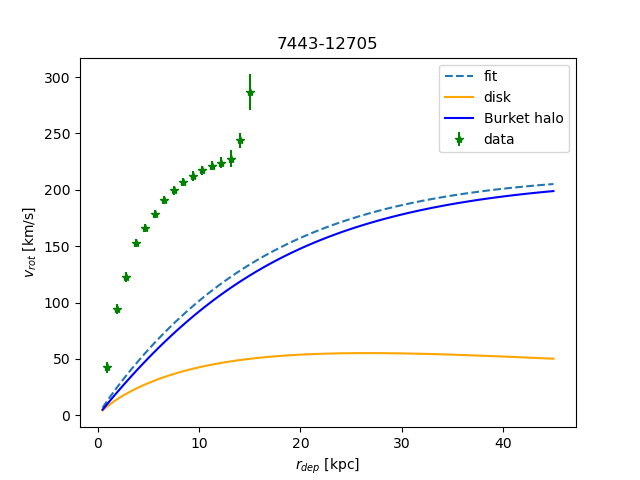 7443-12705
300
250
200
150
100
50
0
v_rot [km/s]
0 10 20 30 40
r_dep [kpc]
fit
disk
Burket halo
data